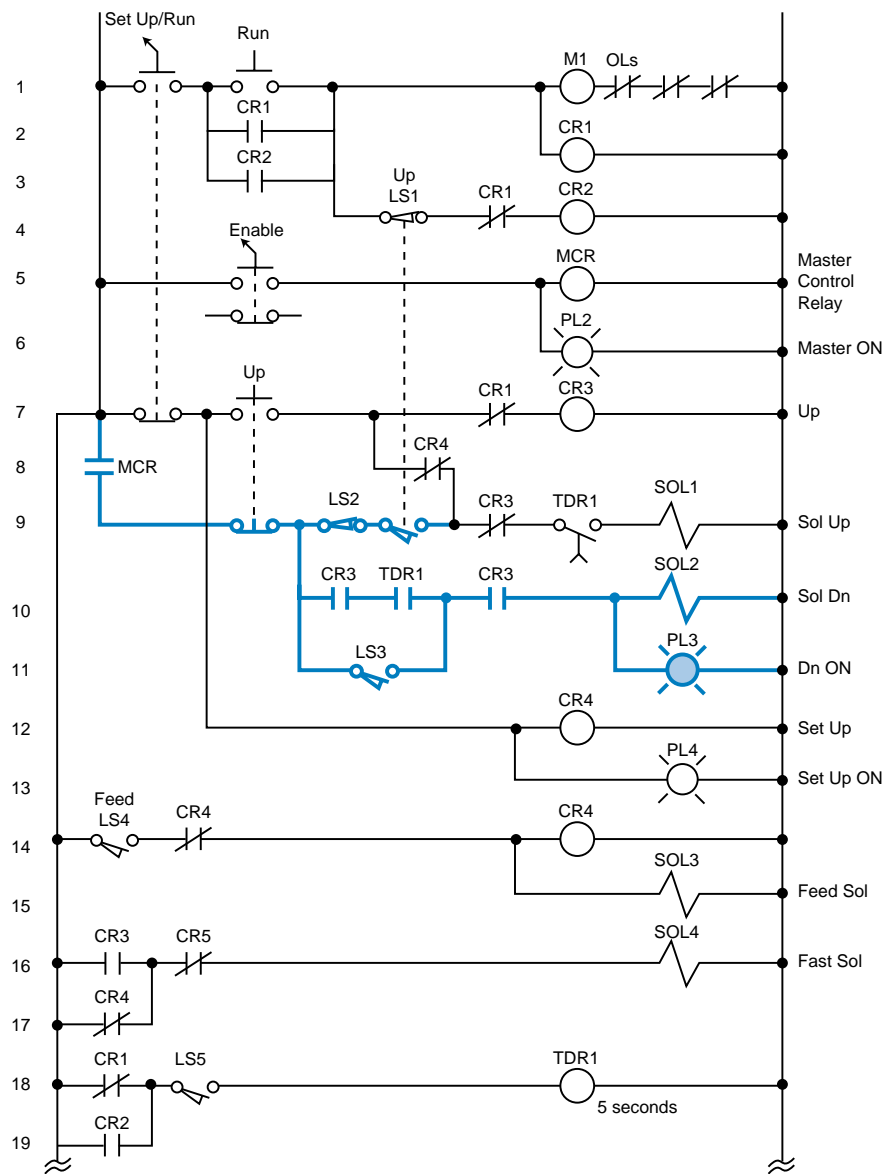 Set Up/Run
Run
M1 OLs
1
CR1
2
CR1
CR2
3
Up
LS1 CR1 CR2
4
Enable
MCR
5
Master
Control
Relay
PL2
6
Master ON
Up
CR1 CR3
7
Up
CR4
8
MCR
LS2 CR3 TDR1 SOL1
9
Sol Up
CR3 TDR1 CR3 SOL2
10
Sol Dn
LS3 PL3
11
Dn ON
CR4
12
Set Up
PL4
13
Set Up ON
Feed
LS4 CR4 CR4
14
SOL3
15
Feed Sol
CR3 CR5 SOL4
16
Fast Sol
CR4
17
CR1 LS5 TDR1
18
5 seconds
CR2
19